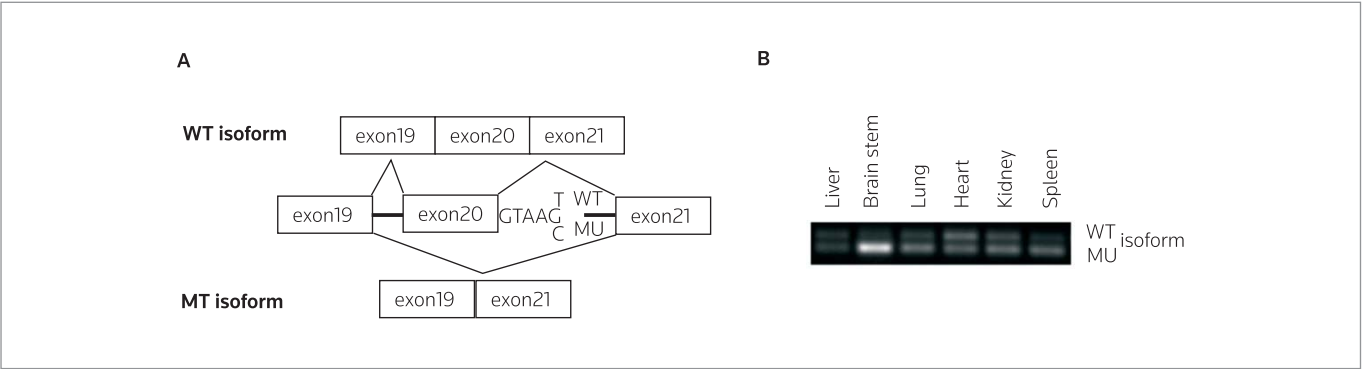 A
WT isoform
exon19 exon20 exon21
exon19 exon20 GTAAG T WT exon21
C MU
MT isoform
exon19 exon21
B
Liver
Brain stem
Lung
Heart
Kidney
Spleen
WT isoform
MU